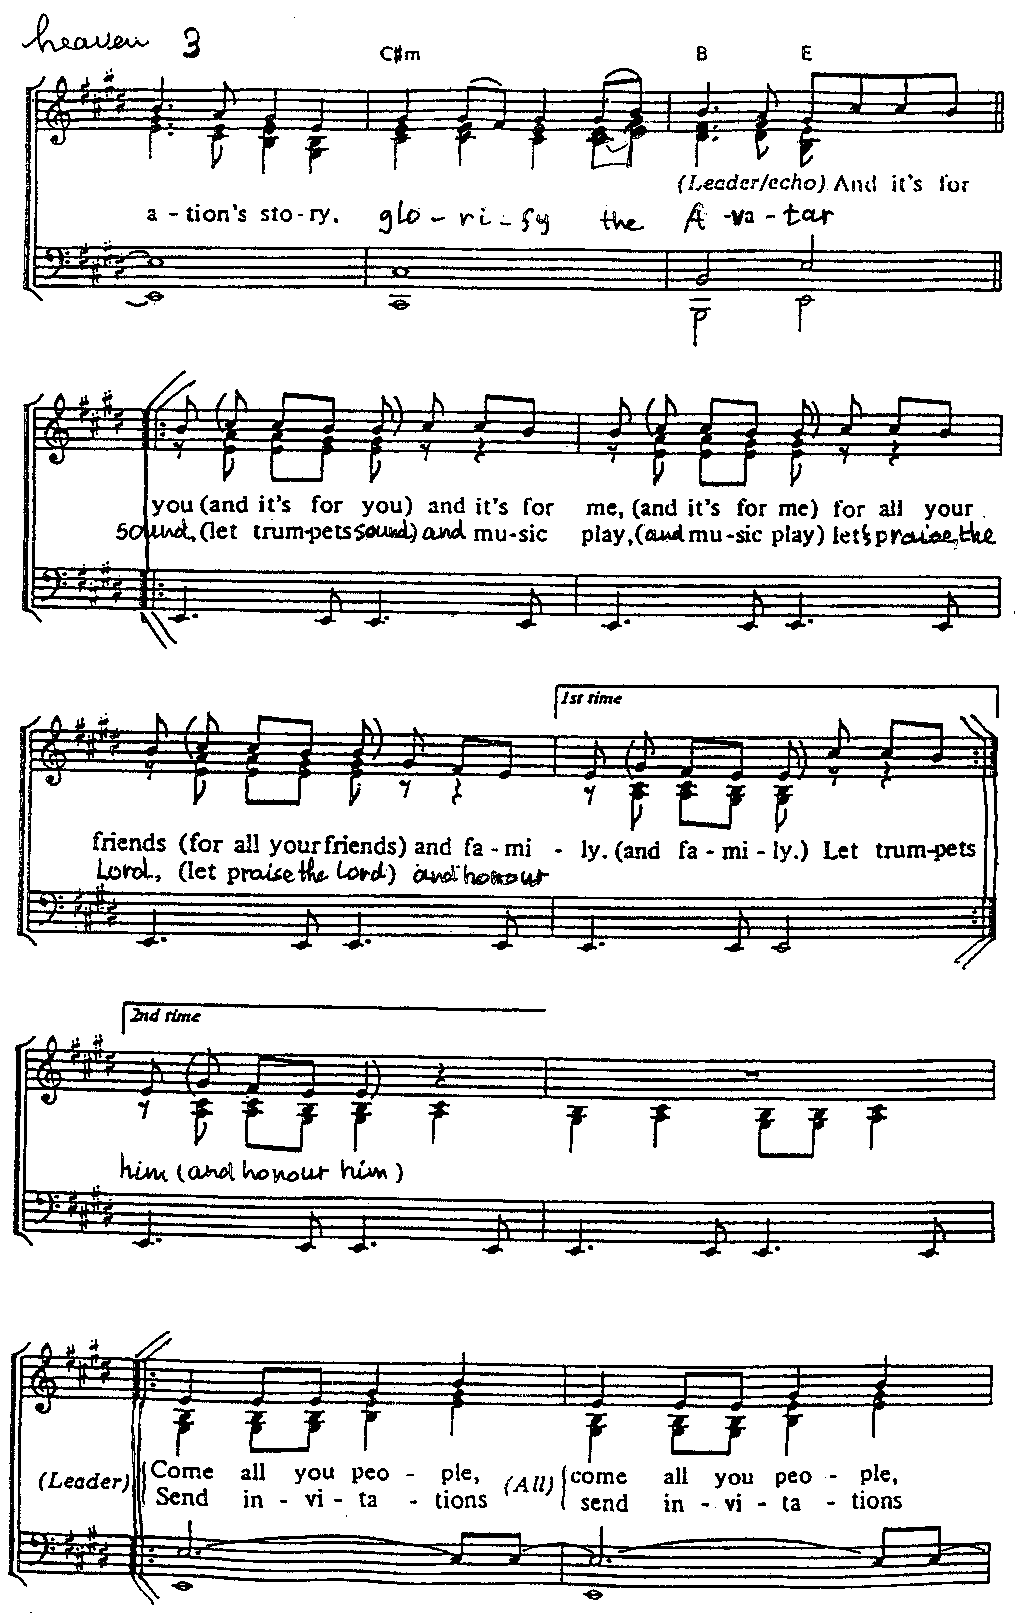 heaven 3
C#m B E
(Leader/echo) And it's for
a - tion's sto - ry. glo - ri - fy the A - va - tar
you (and it's for you) and it's for me, (and it's for me) for all your
sound, (let trum-pets sound) and mu-sic play, (and mu-sic play) let's praise the
1st time
friends (for all your friends) and fa - mi - ly. (and fa - mi - ly.) Let trum-pets
Lord, (let praise the Lord) and honour
2nd time
him (and honour him)
(Leader) Come all you peo - ple, (All) come all you peo - ple,
Send in - vi - ta - tions send in - vi - ta - tions